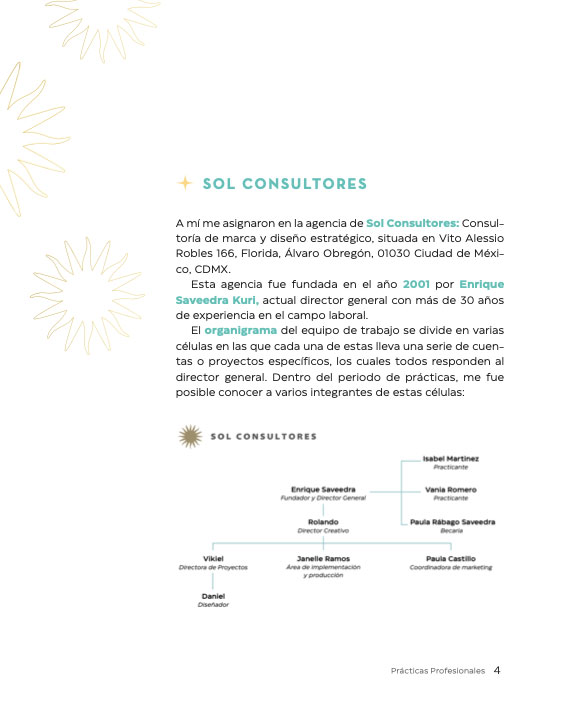 SOL CONSULTORES
A mí me asignaron en la agencia de Sol Consultores: Consul-
toría de marca y diseño estratégico, situada en Vito Alessio
Robles 166, Florida, Álvaro Obregón, 01030 Ciudad de Méxi-
co, CDMX.
Esta agencia fue fundada en el año 2001 por Enrique
Saveedra Kuri, actual director general con más de 30 años
de experiencia en el campo laboral.
El organigrama del equipo de trabajo se divide en varias
células en las que cada una de estas lleva una serie de cuen-
tas o proyectos específicos, los cuales todos responden al
director general. Dentro del periodo de prácticas, me fue
posible conocer a varios integrantes de estas células:
SOL CONSULTORES
Isabel Martinez
Practicante
Enrique Saveedra
Fundador y Director General
Vania Romero
Practicante
Rolando
Director Creativo
Paula Rábago Saveedra
Becaria
Vikiel
Directora de Proyectos
Janelle Ramos
Área de implementación
y producción
Paula Castillo
Coordinadora de marketing
Daniel
Diseñador
Prácticas Profesionales 4